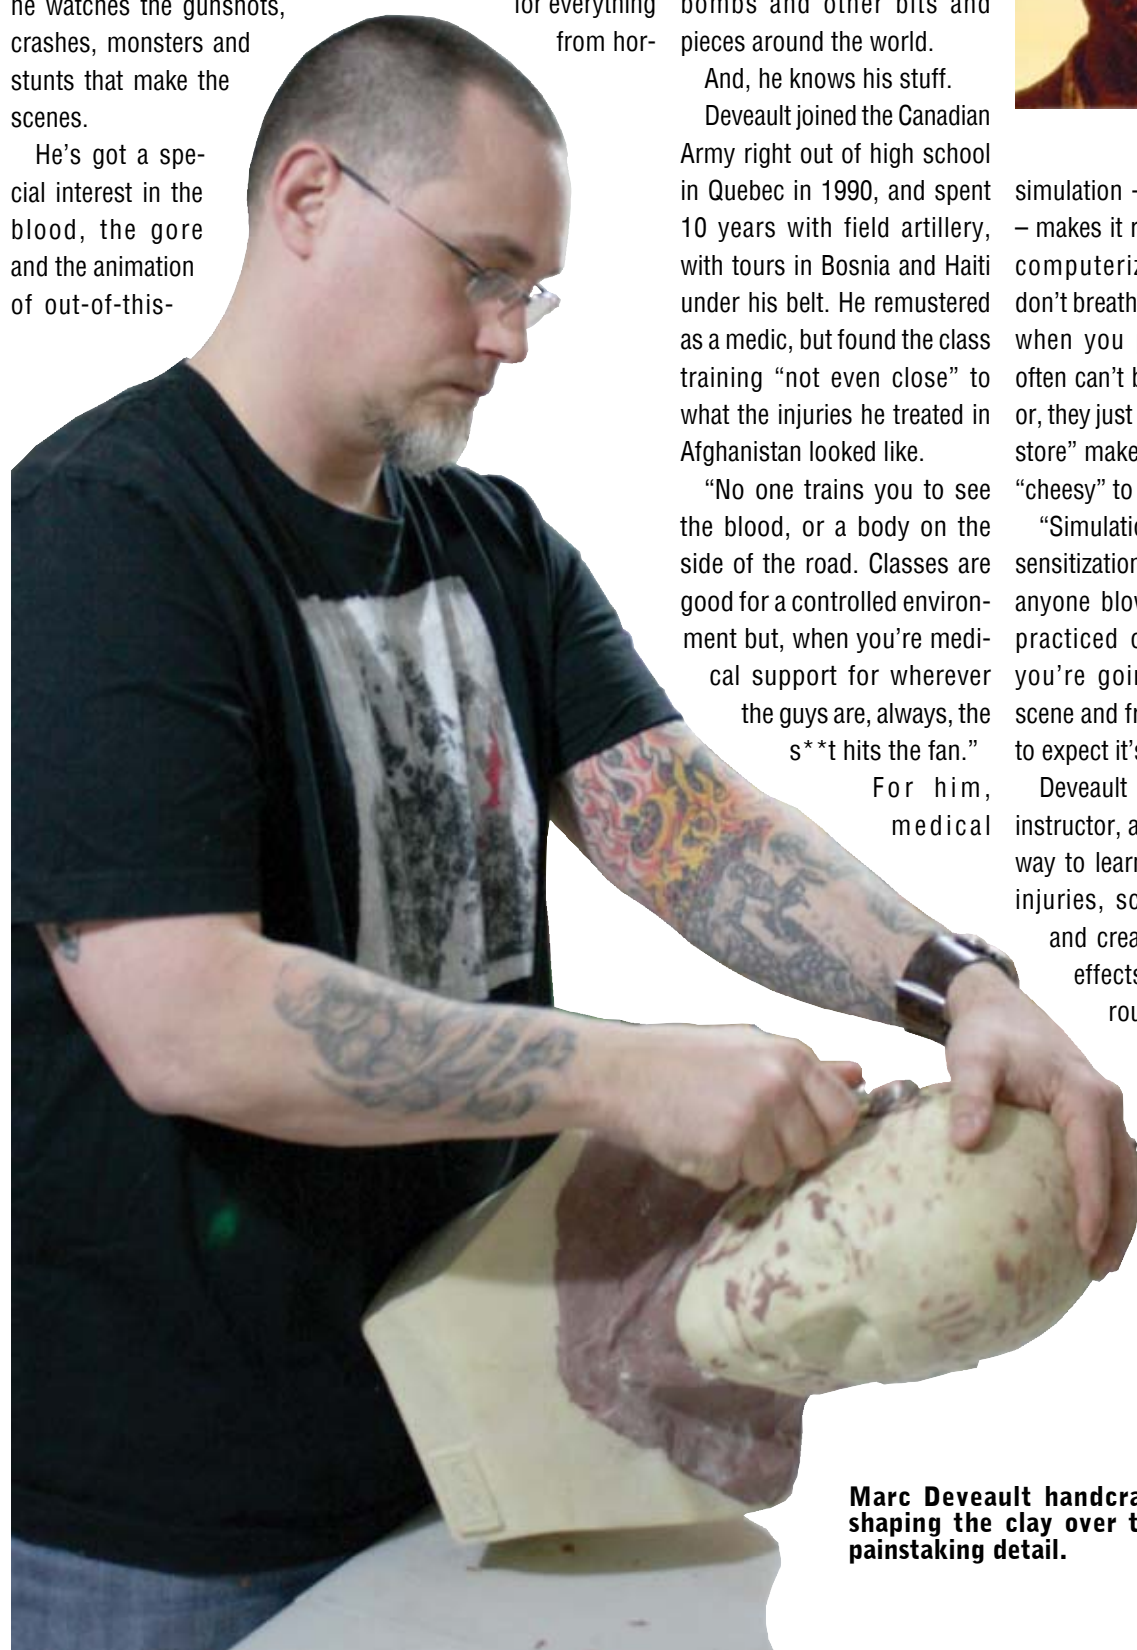 he watches the gunshots,
crashes, monsters and
stunts that make the
scenes.
He's got a spe-
cial interest in the
blood, the gore
and the animation
of out-of-this-
for everything
from hor-
bombs and other bits and
pieces around the world.
And, he knows his stuff.
Deveault joined the Canadian
Army right out of high school
in Quebec in 1990, and spent
10 years with field artillery,
with tours in Bosnia and Haiti
under his belt. He remustered
as a medic, but found the class
training “not even close” to
what the injuries he treated in
Afghanistan looked like.
“No one trains you to see
the blood, or a body on the
side of the road. Classes are
good for a controlled environ-
ment but, when you're medi-
cal support for wherever
the guys are, always, the
s**t hits the fan.”
For him,
medical
simulation -
– makes it
computeriz
don't breath
when you
often can't
or, they just
store” make
“cheesy” to
“Simulatio
sensitization
anyone blov
practiced
you're goin
scene and fr
to expect it's
Deveault
instructor, a
way to learn
injuries, so
and crea
effects
rou
Marc Deveault handcra
shaping the clay over t
painstaking detail.